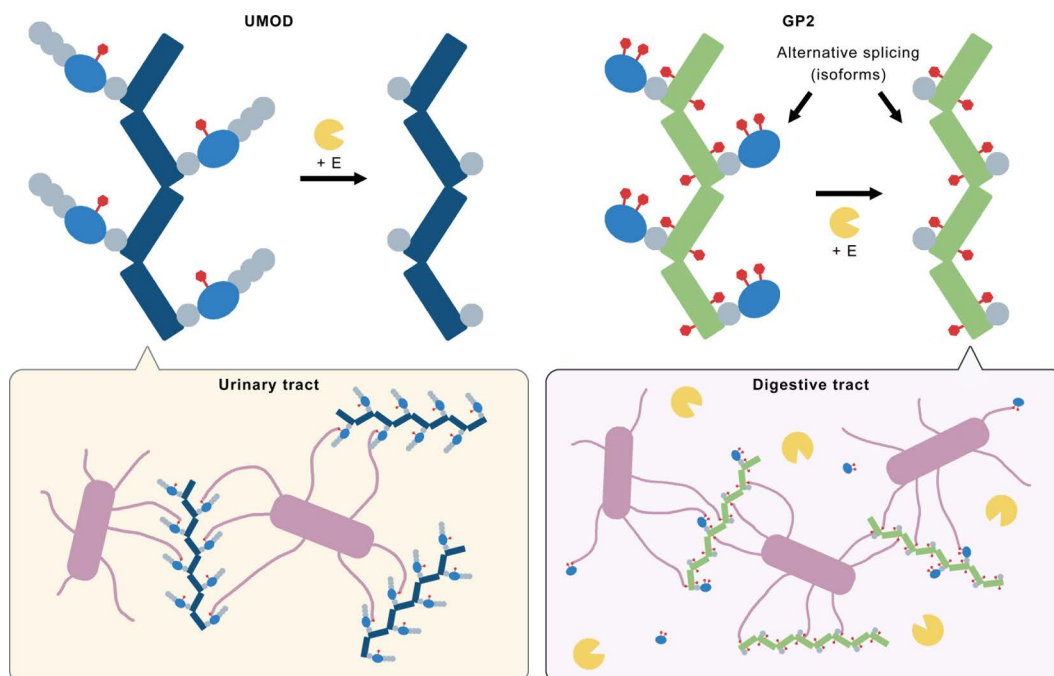 UMOD
GP2
Alternative splicing
(isoforms)
+ E
+ E
Urinary tract
Digestive tract